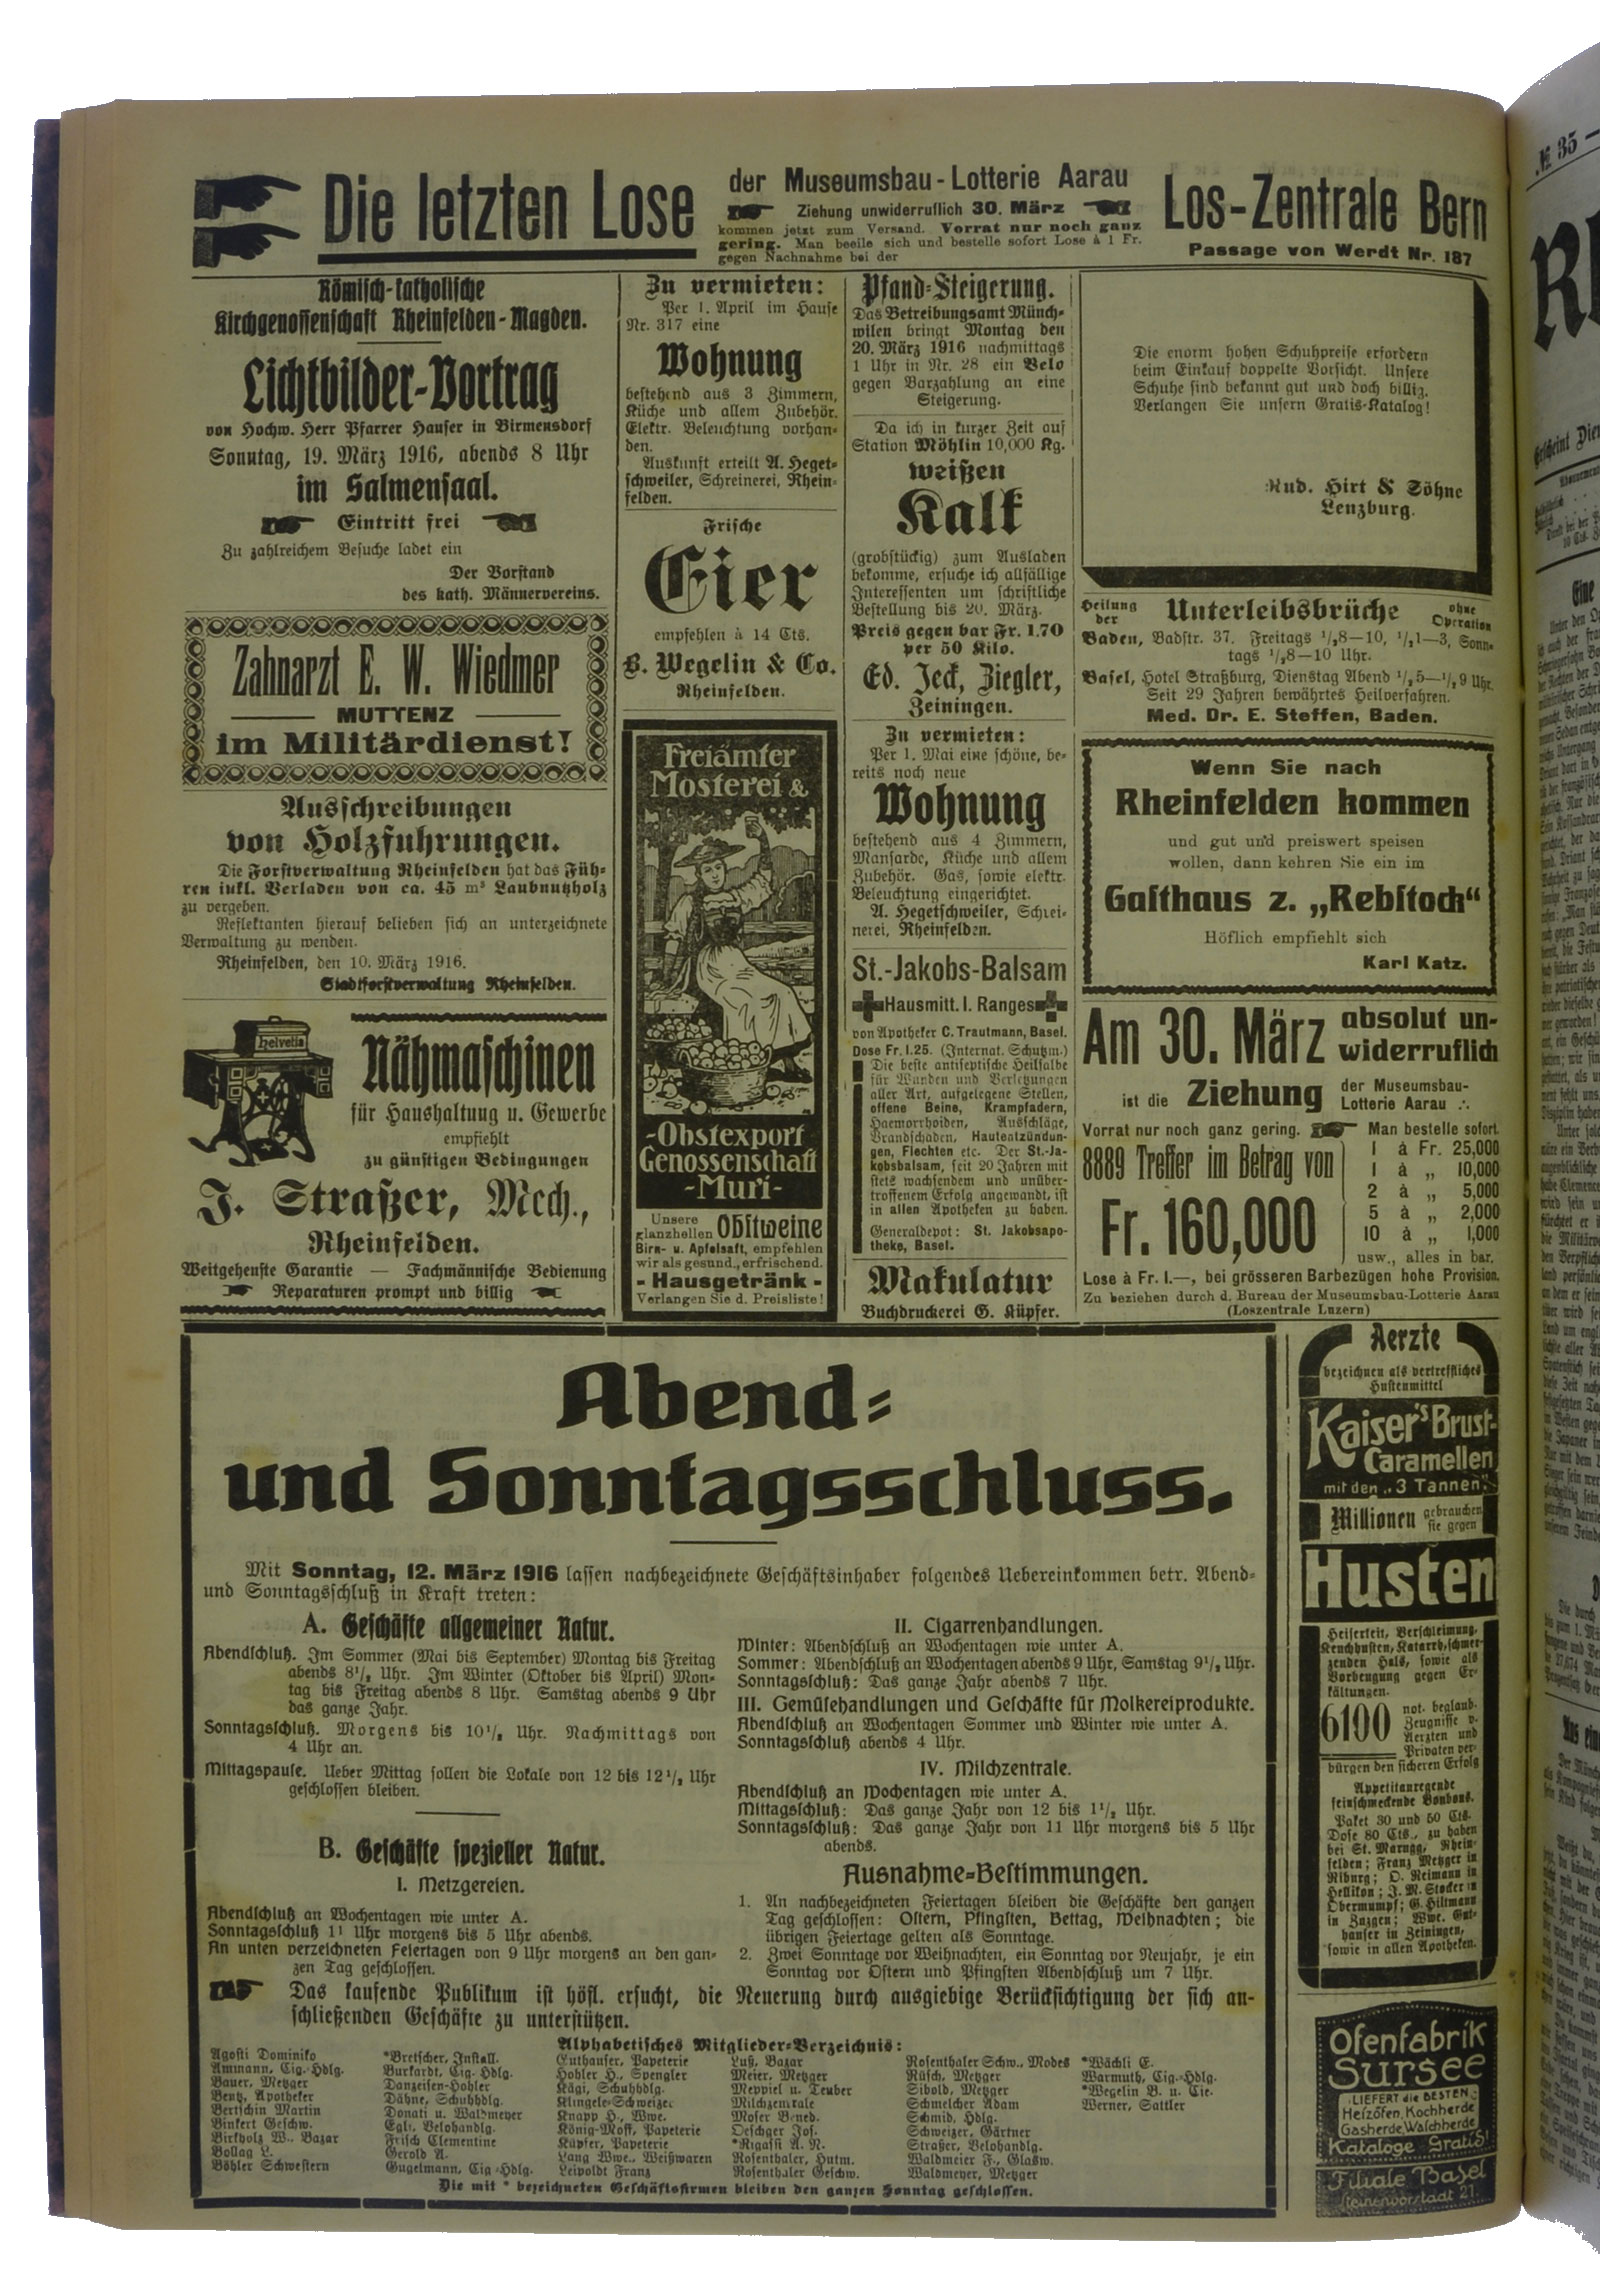 Die letzten Lose
der Museumsbau-Lotterie Aarau
Ziehung unwiderruflich 30. März
kommen jetzt zum Versand. Vorrat nur noch ganz
gering. Man beeile sich und bestelle sofort Lose à 1 Fr.
gegen Nachnahme bei der
Los-Zentrale Bern
Passage von Werdt Nr. 187
Römisch-katholische
Kirchgenossenschaft Rheinfelden-Magden.
Lichtbilder-Vortrag
von Hochw. Herr Pfarrer Hauser in Birmensdorf
Sonntag, 19. März 1916, abends 8 Uhr
im Salmensaal.
Eintritt frei
Zu zahlreichem Besuche ladet ein
Der Vorstand
des kath. Männervereins.
Zahnarzt E. W. Wiedmer
MUTTENZ
im Militärdienst!
Ausschreibungen
von Holzfuhrungen.
Die Forstverwaltung Rheinfelden hat das Füh-
ren inkl. Verladen von ca. 45 m³ Laubnutzholz
zu vergeben.
Reflektanten hierauf belieben sich an unterzeichnete
Verwaltung zu wenden.
Rheinfelden, den 10. März 1916.
Stadtforstverwaltung Rheinfelden.
helvetia
Nähmaschinen
für Haushaltung u. Gewerbe
empfiehlt
zu günstigen Bedingungen
J. Straßer, Mech.,
Rheinfelden.
Weitgehenste Garantie — Fachmännische Bedienung
Reparaturen prompt und billig
Zu vermieten:
Per 1. April im Hause
Nr. 317 eine
Wohnung
bestehend aus 3 Zimmern,
Küche und allem Zubehör.
Elektr. Beleuchtung vorhan-
den.
Auskunft erteilt A. Heget-
schweiler, Schreinerei, Rhein-
felden.
Frische
Eier
empfehlen à 14 Cts.
B. Wegelin & Co.
Rheinfelden.
Freiämter
Mosterei &
-Obstexport
Genossenschaft
-Muri-
Unsere
glanzhellen Obstweine
Birn- u. Apfelsaft, empfehlen
wir als gesund., erfrischend.
- Hausgetränk -
Verlangen Sie d. Preisliste!
Pfand-Steigerung.
Das Betreibungsamt Münch-
wilen bringt Montag den
20. März 1916 nachmittags
1 Uhr in Nr. 28 ein Velo
gegen Barzahlung an eine
Steigerung.
Da ich in kurzer Zeit auf
Station Möhlin 10,000 Kg.
weißen
Kalk
(grobstückig) zum Ausladen
bekomme, ersuche ich allfällige
Interessenten um schriftliche
Bestellung bis 20. März.
Preis gegen bar Fr. 1.70
per 50 Kilo.
Ed. Jeck, Ziegler,
Zeiningen.
Zu vermieten:
Per 1. Mai eine schöne, be-
reits noch neue
Wohnung
bestehend aus 4 Zimmern,
Mansarde, Küche und allem
Zubehör. Gas, sowie elektr.
Beleuchtung eingerichtet.
A. Hegetschweiler, Schrei-
nerei, Rheinfelden.
St.-Jakobs-Balsam
Hausmitt. I. Ranges
von Apotheker C. Trautmann, Basel.
Dose Fr. 1.25. (Internat. Schutzm.)
Die beste antiseptische Heilsalbe
für Wunden und Verletzungen
aller Art, aufgelegene Stellen,
offene Beine, Krampfadern,
Haemorrhoiden, Ausschläge,
Brandschaden, Hautentzündun-
gen, Flechten etc. Der St.-Ja-
kobsbalsam, seit 20 Jahren mit
stets wachsendem und unüber-
troffenem Erfolg angewandt, ist
in allen Apotheken zu haben.
Generaldepot: St. Jakobsapo-
theke, Basel.
Makulatur
Buchdruckerei G. Küpfer.
Die enorm hohen Schuhpreise erfordern
beim Einkauf doppelte Vorsicht. Unsere
Schuhe sind bekannt gut und doch billig.
Verlangen Sie unsern Gratis-Katalog!
Rud. Hirt & Söhne
Lenzburg.
Heilung
der Unterleibsbrüche ohne
Operation
Baden, Badstr. 37. Freitags ½8—10, ½1—3, Sonn-
tags ½8—10 Uhr.
Basel, Hotel Straßburg, Dienstag Abend ½5—½9 Uhr.
Seit 29 Jahren bewährtes Heilverfahren.
Med. Dr. E. Steffen, Baden.
Wenn Sie nach
Rheinfelden kommen
und gut und preiswert speisen
wollen, dann kehren Sie ein im
Gasthaus z. „Rebstock“
Höflich empfiehlt sich
Karl Katz.
Am 30. März absolut un-
widerruflich
ist die Ziehung der Museumsbau-
Lotterie Aarau ∴
Vorrat nur noch ganz gering. Man bestelle sofort.
8889 Treffer im Betrag von
Fr. 160,000
1 à Fr. 25,000
1 à „ 10,000
2 à „ 5,000
5 à „ 2,000
10 à „ 1,000
usw., alles in bar.
Lose à Fr. 1.—, bei grösseren Barbezügen hohe Provision.
Zu beziehen durch d. Bureau der Museumsbau-Lotterie Aarau
(Loszentrale Luzern)
Abend-
und Sonntagsschluss.
Mit Sonntag, 12. März 1916 lassen nachbezeichnete Geschäftsinhaber folgendes Uebereinkommen betr. Abend-
und Sonntagsschluß in Kraft treten:
A. Geschäfte allgemeiner Natur.
Abendschluß. Im Sommer (Mai bis September) Montag bis Freitag
abends 8½ Uhr. Im Winter (Oktober bis April) Mon-
tag bis Freitag abends 8 Uhr. Samstag abends 9 Uhr
das ganze Jahr.
Sonntagsschluß. Morgens bis 10½ Uhr. Nachmittags von
4 Uhr an.
Mittagspause. Ueber Mittag sollen die Lokale von 12 bis 12½ Uhr
geschlossen bleiben.
B. Geschäfte spezieller Natur.
I. Metzgereien.
Abendschluß an Wochentagen wie unter A.
Sonntagsschluß 11 Uhr morgens bis 5 Uhr abends.
An unten verzeichneten Feiertagen von 9 Uhr morgens an den gan-
zen Tag geschlossen.
II. Cigarrenhandlungen.
Winter: Abendschluß an Wochentagen wie unter A.
Sommer: Abendschluß an Wochentagen abends 9 Uhr, Samstag 9½ Uhr.
Sonntagsschluß: Das ganze Jahr abends 7 Uhr.
III. Gemüsehandlungen und Geschäfte für Molkereiprodukte.
Abendschluß an Wochentagen Sommer und Winter wie unter A.
Sonntagsschluß abends 4 Uhr.
IV. Milchzentrale.
Abendschluß an Wochentagen wie unter A.
Mittagsschluß: Das ganze Jahr von 12 bis 1½ Uhr.
Sonntagsschluß: Das ganze Jahr von 11 Uhr morgens bis 5 Uhr
abends.
Ausnahme-Bestimmungen.
1. An nachbezeichneten Feiertagen bleiben die Geschäfte den ganzen
Tag geschlossen: Ostern, Pfingsten, Bettag, Weihnachten; die
übrigen Feiertage gelten als Sonntage.
2. Zwei Sonntage vor Weihnachten, ein Sonntag vor Neujahr, je ein
Sonntag vor Ostern und Pfingsten Abendschluß um 7 Uhr.
Das kaufende Publikum ist höfl. ersucht, die Neuerung durch ausgiebige Berücksichtigung der sich an-
schließenden Geschäfte zu unterstützen.
Alphabetisches Mitglieder-Verzeichnis:
Agosti Dominiko
Ammann, Cig.-Hdlg.
Bauer, Metzger
Bentz, Apotheker
Bertschin Martin
Binkert Geschw.
Birkholz W., Bazar
Bollag L.
Böhler Schwestern
*Bretscher, Install.
Burkardt, Cig.-Hdlg.
Danzeisen-Hohler
Dähne, Schuhhdlg.
Donati u. Waldmeyer
Egli, Velohandlg.
Frisch Clementine
Gerold A.
Gugelmann, Cig.-Hdlg.
Guthauser, Papeterie
Hohler H., Spengler
Kägi, Schuhhdlg.
Klingele-Schweizer
Knapp H., Wwe.
König-Moff, Papeterie
Küpfer, Papeterie
Lang Wwe., Weißwaren
Leipoldt Franz
Luß, Bazar
Meier, Metzger
Meppiel u. Teuber
Milchzentrale
Moser Bened.
Oeschger Jos.
*Rigassi A. N.
Rosenthaler, Hutm.
Rosenthaler Geschw.
Rosenthaler Schw., Modes
Rüsch, Metzger
Sibold, Metzger
Schmelcher Adam
Schmid, Hdlg.
Schweizer, Gärtner
Straßer, Velohandlg.
Waldmeier F., Glasw.
Waldmeyer, Metzger
*Wächli E.
Warmuth, Cig.-Hdlg.
*Wegelin B. u. Cie.
Werner, Sattler
Die mit * bezeichneten Geschäftsfirmen bleiben den ganzen Sonntag geschlossen.
Aerzte
bezeichnen als vortreffliches
Hustenmittel
Kaiser's Brust-
Caramellen
mit den „3 Tannen“
Millionen gebrauchen
sie gegen
Husten
Heiserkeit, Verschleimung,
Keuchhusten, Katarrh, schmer-
zenden Hals, sowie als
Vorbeugung gegen Er-
kältungen.
6100 not. beglaub.
Zeugnisse v.
Aerzten und
Privaten ver-
bürgen den sicheren Erfolg
Appetitanregende
feinschmeckende Bonbons.
Paket 30 und 50 Cts.
Dose 80 Cts., zu haben
bei St. Marugg, Rhein-
felden; Franz Metzger in
Riburg; O. Reimann in
Hellikon; J. M. Stocker in
Obermumpf; G. Hiltmann
in Zuzgen; Wwe. Gut-
hauser in Zeiningen,
sowie in allen Apotheken.
Ofenfabrik
Sursee
LIEFERT die BESTEN
Heizöfen, Kochherde
Gasherde, Waschherde
Kataloge Gratis!
Filiale Basel
Steinenvorstadt 21.
№ 35 —
Erscheint Die